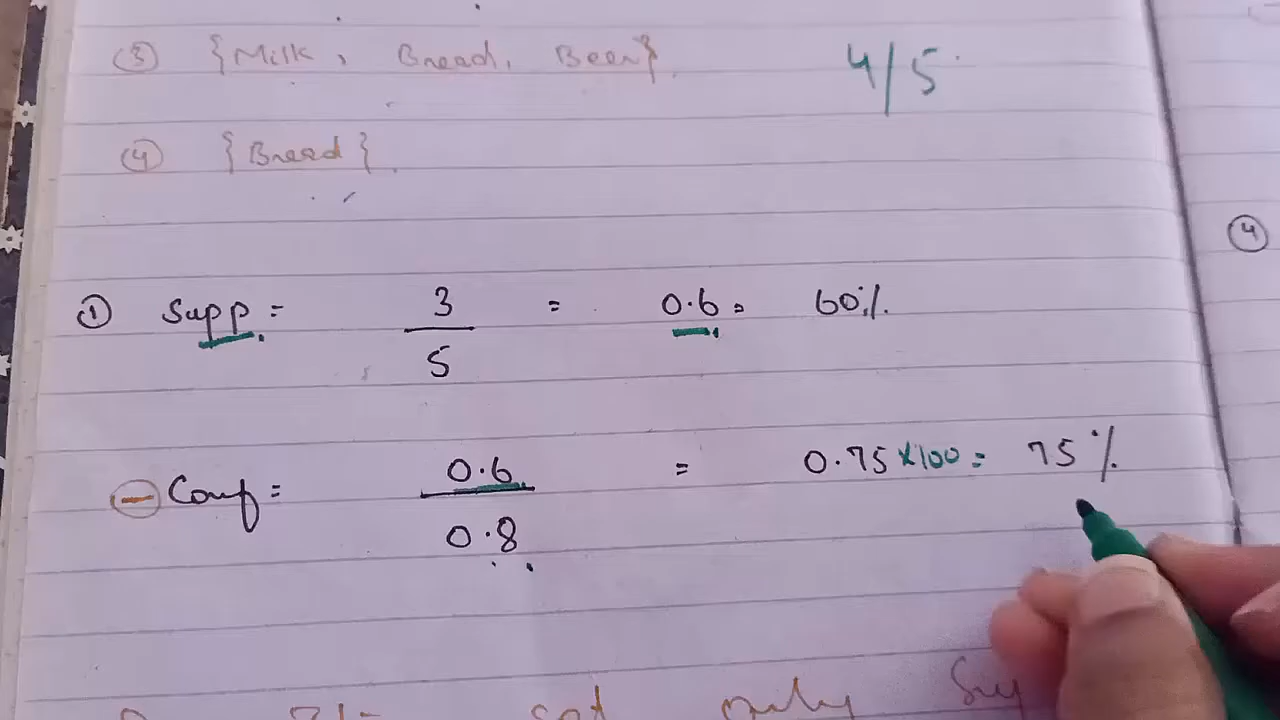 ③ {Milk, Bread, Beer}
4/5
④ {Bread}
④
① Supp = 3/5 = 0.6 = 60%
Conf = 0.6/0.8 = 0.75 ×100 = 75%
only